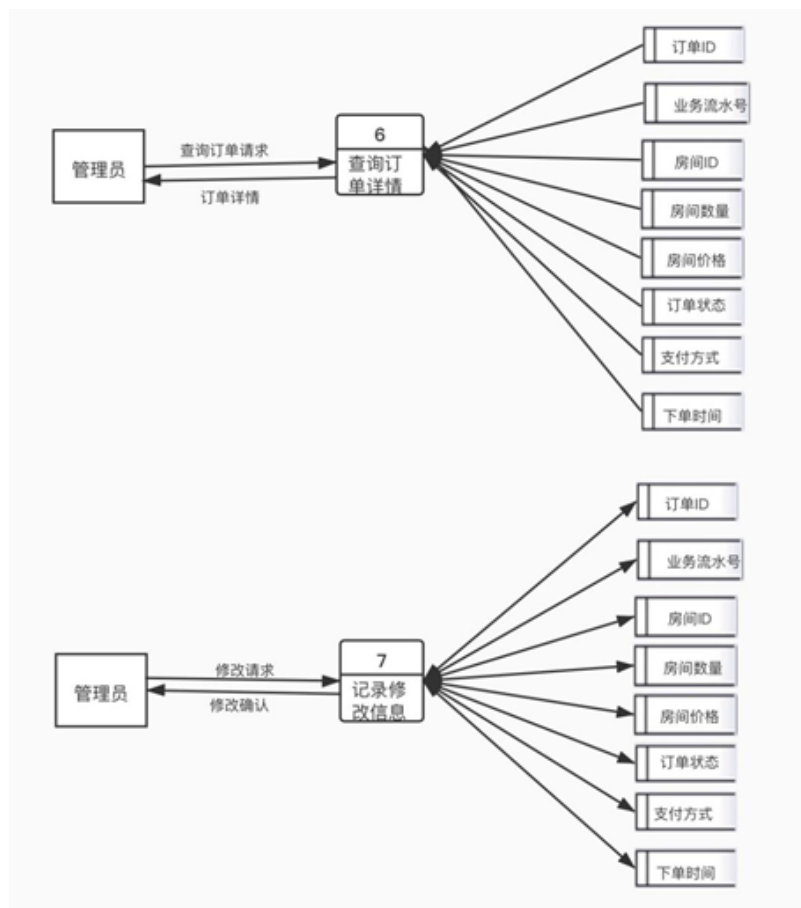 订单ID
业务流水号
6
查询订单请求
管理员
查询订
单详情
房间ID
订单详情
房间数量
房间价格
订单状态
支付方式
下单时间
订单ID
业务流水号
房间ID
7
修改请求
管理员
记录修
改信息
修改确认
房间数量
房间价格
订单状态
支付方式
下单时间